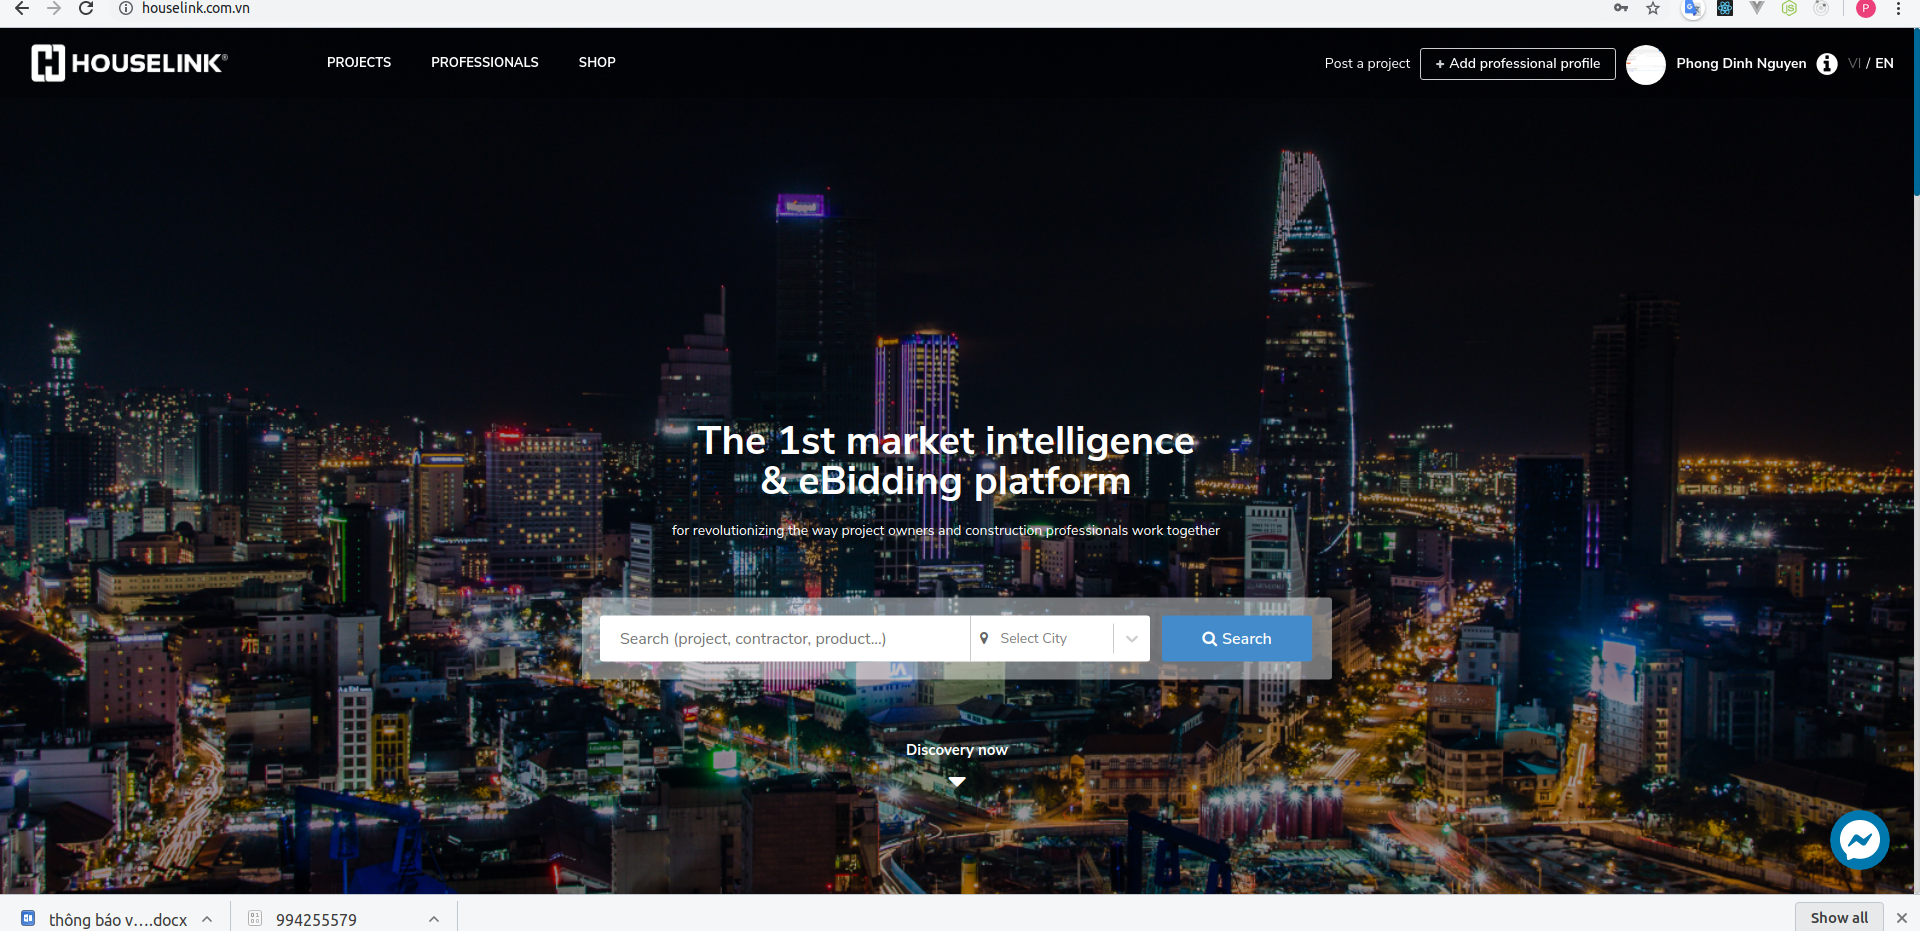 houselink.com.vn
HOUSELINK®
PROJECTS
PROFESSIONALS
SHOP
Post a project
+ Add professional profile
Phong Dinh Nguyen
VI / EN
The 1st market intelligence
& eBidding platform
for revolutionizing the way project owners and construction professionals work together
Search (project, contractor, product...)
Select City
Search
Discovery now
thông báo v....docx
994255579
Show all